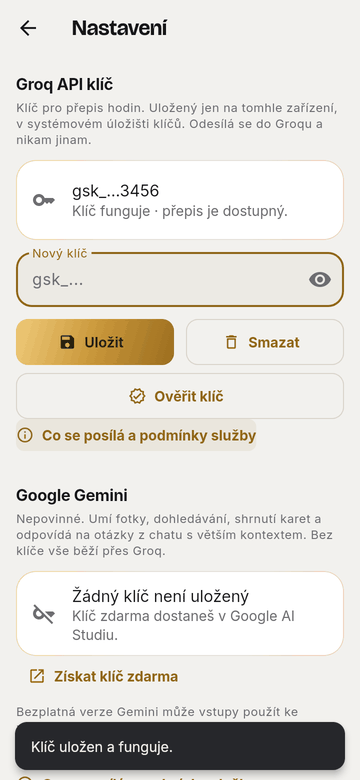 Nastavení
Groq API klíč
Klíč pro přepis hodin. Uložený jen na tomhle zařízení,
v systémovém úložišti klíčů. Odesílá se do Groqu a
nikam jinam.
gsk_...3456
Klíč funguje · přepis je dostupný.
Nový klíč
gsk_...
Uložit
Smazat
Ověřit klíč
Co se posílá a podmínky služby
Google Gemini
Nepovinné. Umí fotky, dohledávání, shrnutí karet a
odpovídá na otázky z chatu s větším kontextem. Bez
klíče vše běží přes Groq.
Žádný klíč není uložený
Klíč zdarma dostaneš v Google AI
Studiu.
Získat klíč zdarma
Bezplatná verze Gemini může vstupy použít ke
Klíč uložen a funguje.